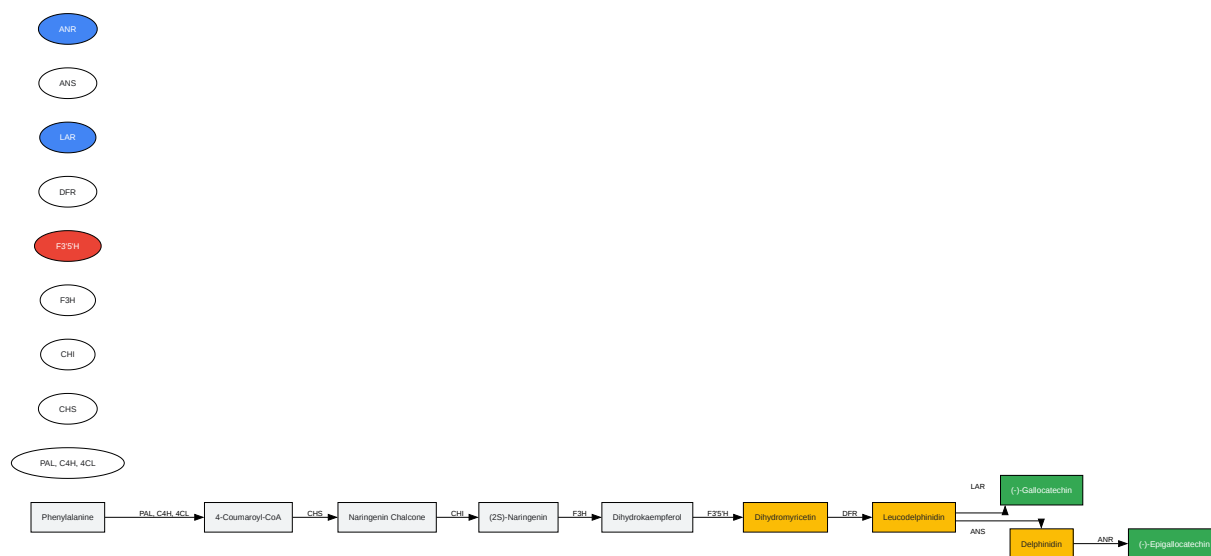 ANR
ANS
LAR
DFR
F3'5'H
F3H
CHI
CHS
PAL, C4H, 4CL
LAR
(-)-Gallocatechin
Phenylalanine PAL, C4H, 4CL 4-Coumaroyl-CoA CHS Naringenin Chalcone CHI (2S)-Naringenin F3H Dihydrokaempferol F3'5'H Dihydromyricetin DFR Leucodelphinidin
ANS
Delphinidin ANR (-)-Epigallocatechin